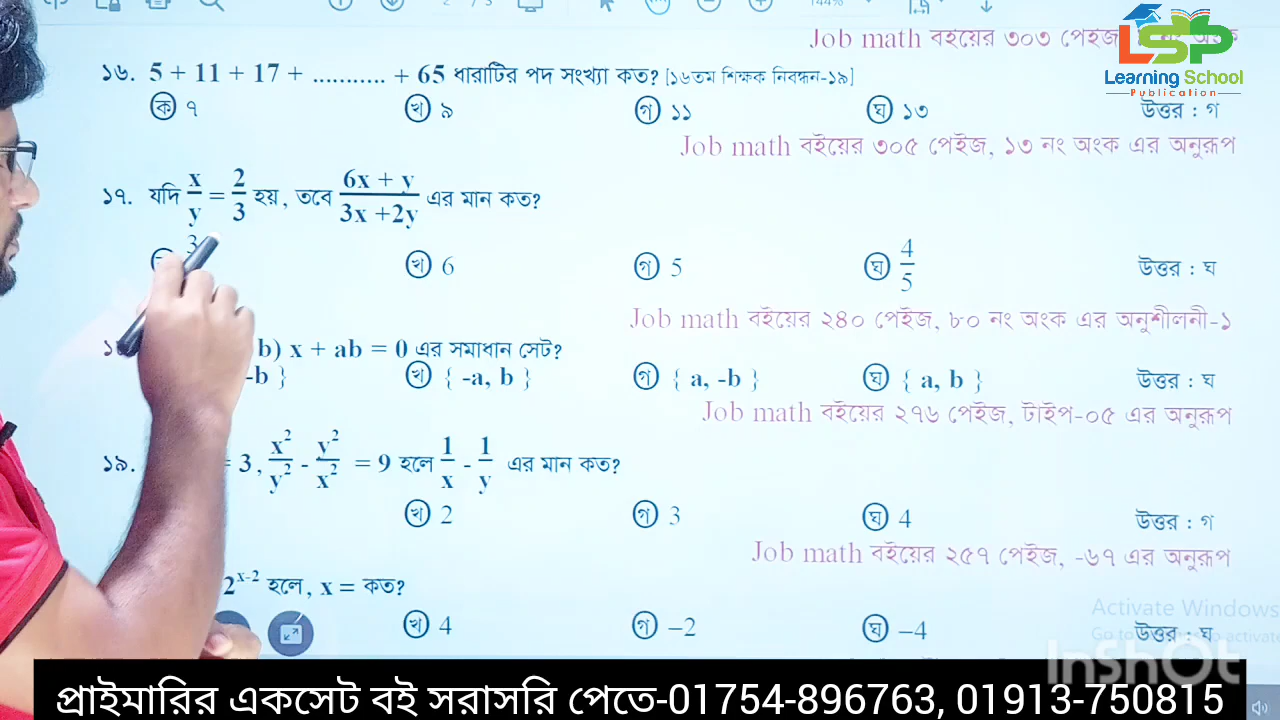 144%
Job math বইয়ের ৩০৩ পেইজ নং অংক
LSP
Learning School
Publication
১৬. 5 + 11 + 17 + ........... + 65 ধারাটির পদ সংখ্যা কত? [১৬তম শিক্ষক নিবন্ধন-১৯]
ক ৭ খ ৯ গ ১১ ঘ ১৩ উত্তর : গ
Job math বইয়ের ৩০৫ পেইজ, ১৩ নং অংক এর অনুরূপ
১৭. যদি x/y = 2/3 হয়, তবে (6x + y)/(3x +2y) এর মান কত?
3 খ 6 গ 5 ঘ 4/5 উত্তর : ঘ
Job math বইয়ের ২৪০ পেইজ, ৮০ নং অংক এর অনুশীলনী-১
b) x + ab = 0 এর সমাধান সেট?
-b } খ { -a, b } গ { a, -b } ঘ { a, b } উত্তর : ঘ
Job math বইয়ের ২৭৬ পেইজ, টাইপ-০৫ এর অনুরূপ
১৯. = 3, x²/y² - y²/x² = 9 হলে 1/x - 1/y এর মান কত?
খ 2 গ 3 ঘ 4 উত্তর : গ
Job math বইয়ের ২৫৭ পেইজ, -৬৭ এর অনুরূপ
2ˣ⁻² হলে, x = কত?
খ 4 গ −2 ঘ −4 উত্তর : ঘ
Activate Windows
InShOt
প্রাইমারির একসেট বই সরাসরি পেতে-01754-896763, 01913-750815